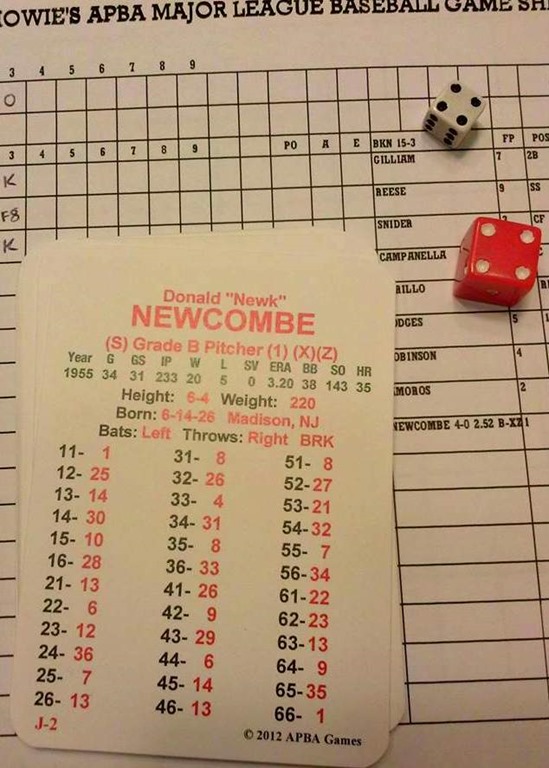 OWIE'S APBA MAJOR LEAGUE BASEBALL GAME
3 4 5 6 7 8 9
O
3 4 5 6 7 8 9 PO A E BKN 15-3 FP POS
K GILLIAM 7 2B
REESE 9 SS
F8 SNIDER CF
K CAMPANELLA
RILLO
DGES 5
OBINSON 4
MOROS 2
NEWCOMBE 4-0 2.52 B-XZ1
Donald "Newk"
NEWCOMBE
(S) Grade B Pitcher (1) (X)(Z)
Year G GS IP W L SV ERA BB SO HR
1955 34 31 233 20 5 0 3.20 38 143 35
Height: 6-4 Weight: 220
Born: 6-14-26 Madison, NJ
Bats: Left Throws: Right BRK
11- 1 31- 8 51- 8
12- 25 32- 26 52- 27
13- 14 33- 4 53- 21
14- 30 34- 31 54- 32
15- 10 35- 8 55- 7
16- 28 36- 33 56- 34
21- 13 41- 26 61- 22
22- 6 42- 9 62- 23
23- 12 43- 29 63- 13
24- 36 44- 6 64- 9
25- 7 45- 14 65- 35
26- 13 46- 13 66- 1
J-2 © 2012 APBA Games